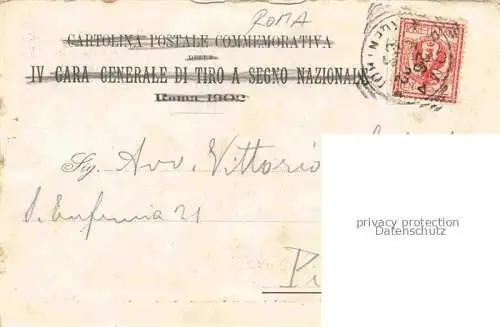 ROMA
CARTOLINA POSTALE COMMEMORATIVA
DELLA
IV GARA GENERALE DI TIRO A SEGNO NAZIONALE
Roma 1902
Sig. Avv. Vittorio
S. Eufemia 21
privacy protection
Datenschutz